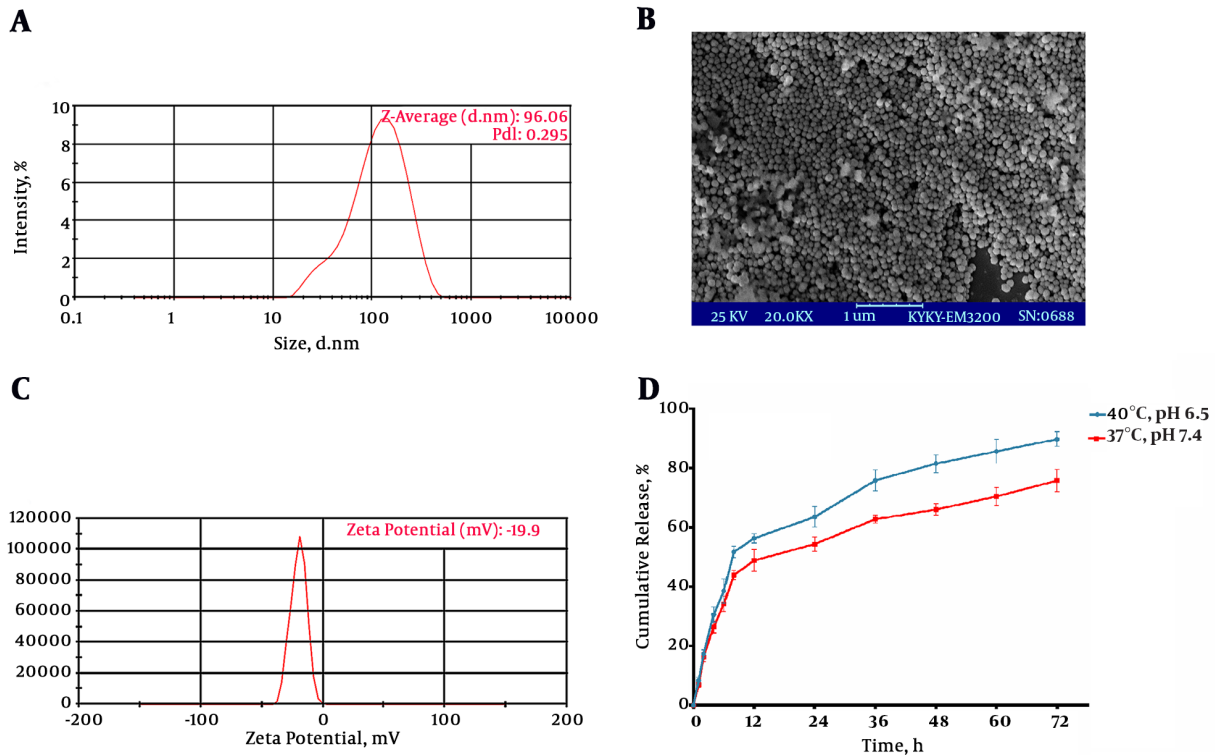 A
Z-Average (d.nm): 96.06
PdI: 0.295
Intensity, %
10
8
6
4
2
0
0.1 1 10 100 1000 10000
Size, d.nm
B
25 KV 20.0KX 1 um KYKY-EM3200 SN:0688
C
Zeta Potential (mV): -19.9
120000
100000
80000
60000
40000
20000
0
-200 -100 0 100 200
Zeta Potential, mV
D
40°C, pH 6.5
37°C, pH 7.4
Cumulative Release, %
100
80
60
40
20
0
0 12 24 36 48 60 72
Time, h